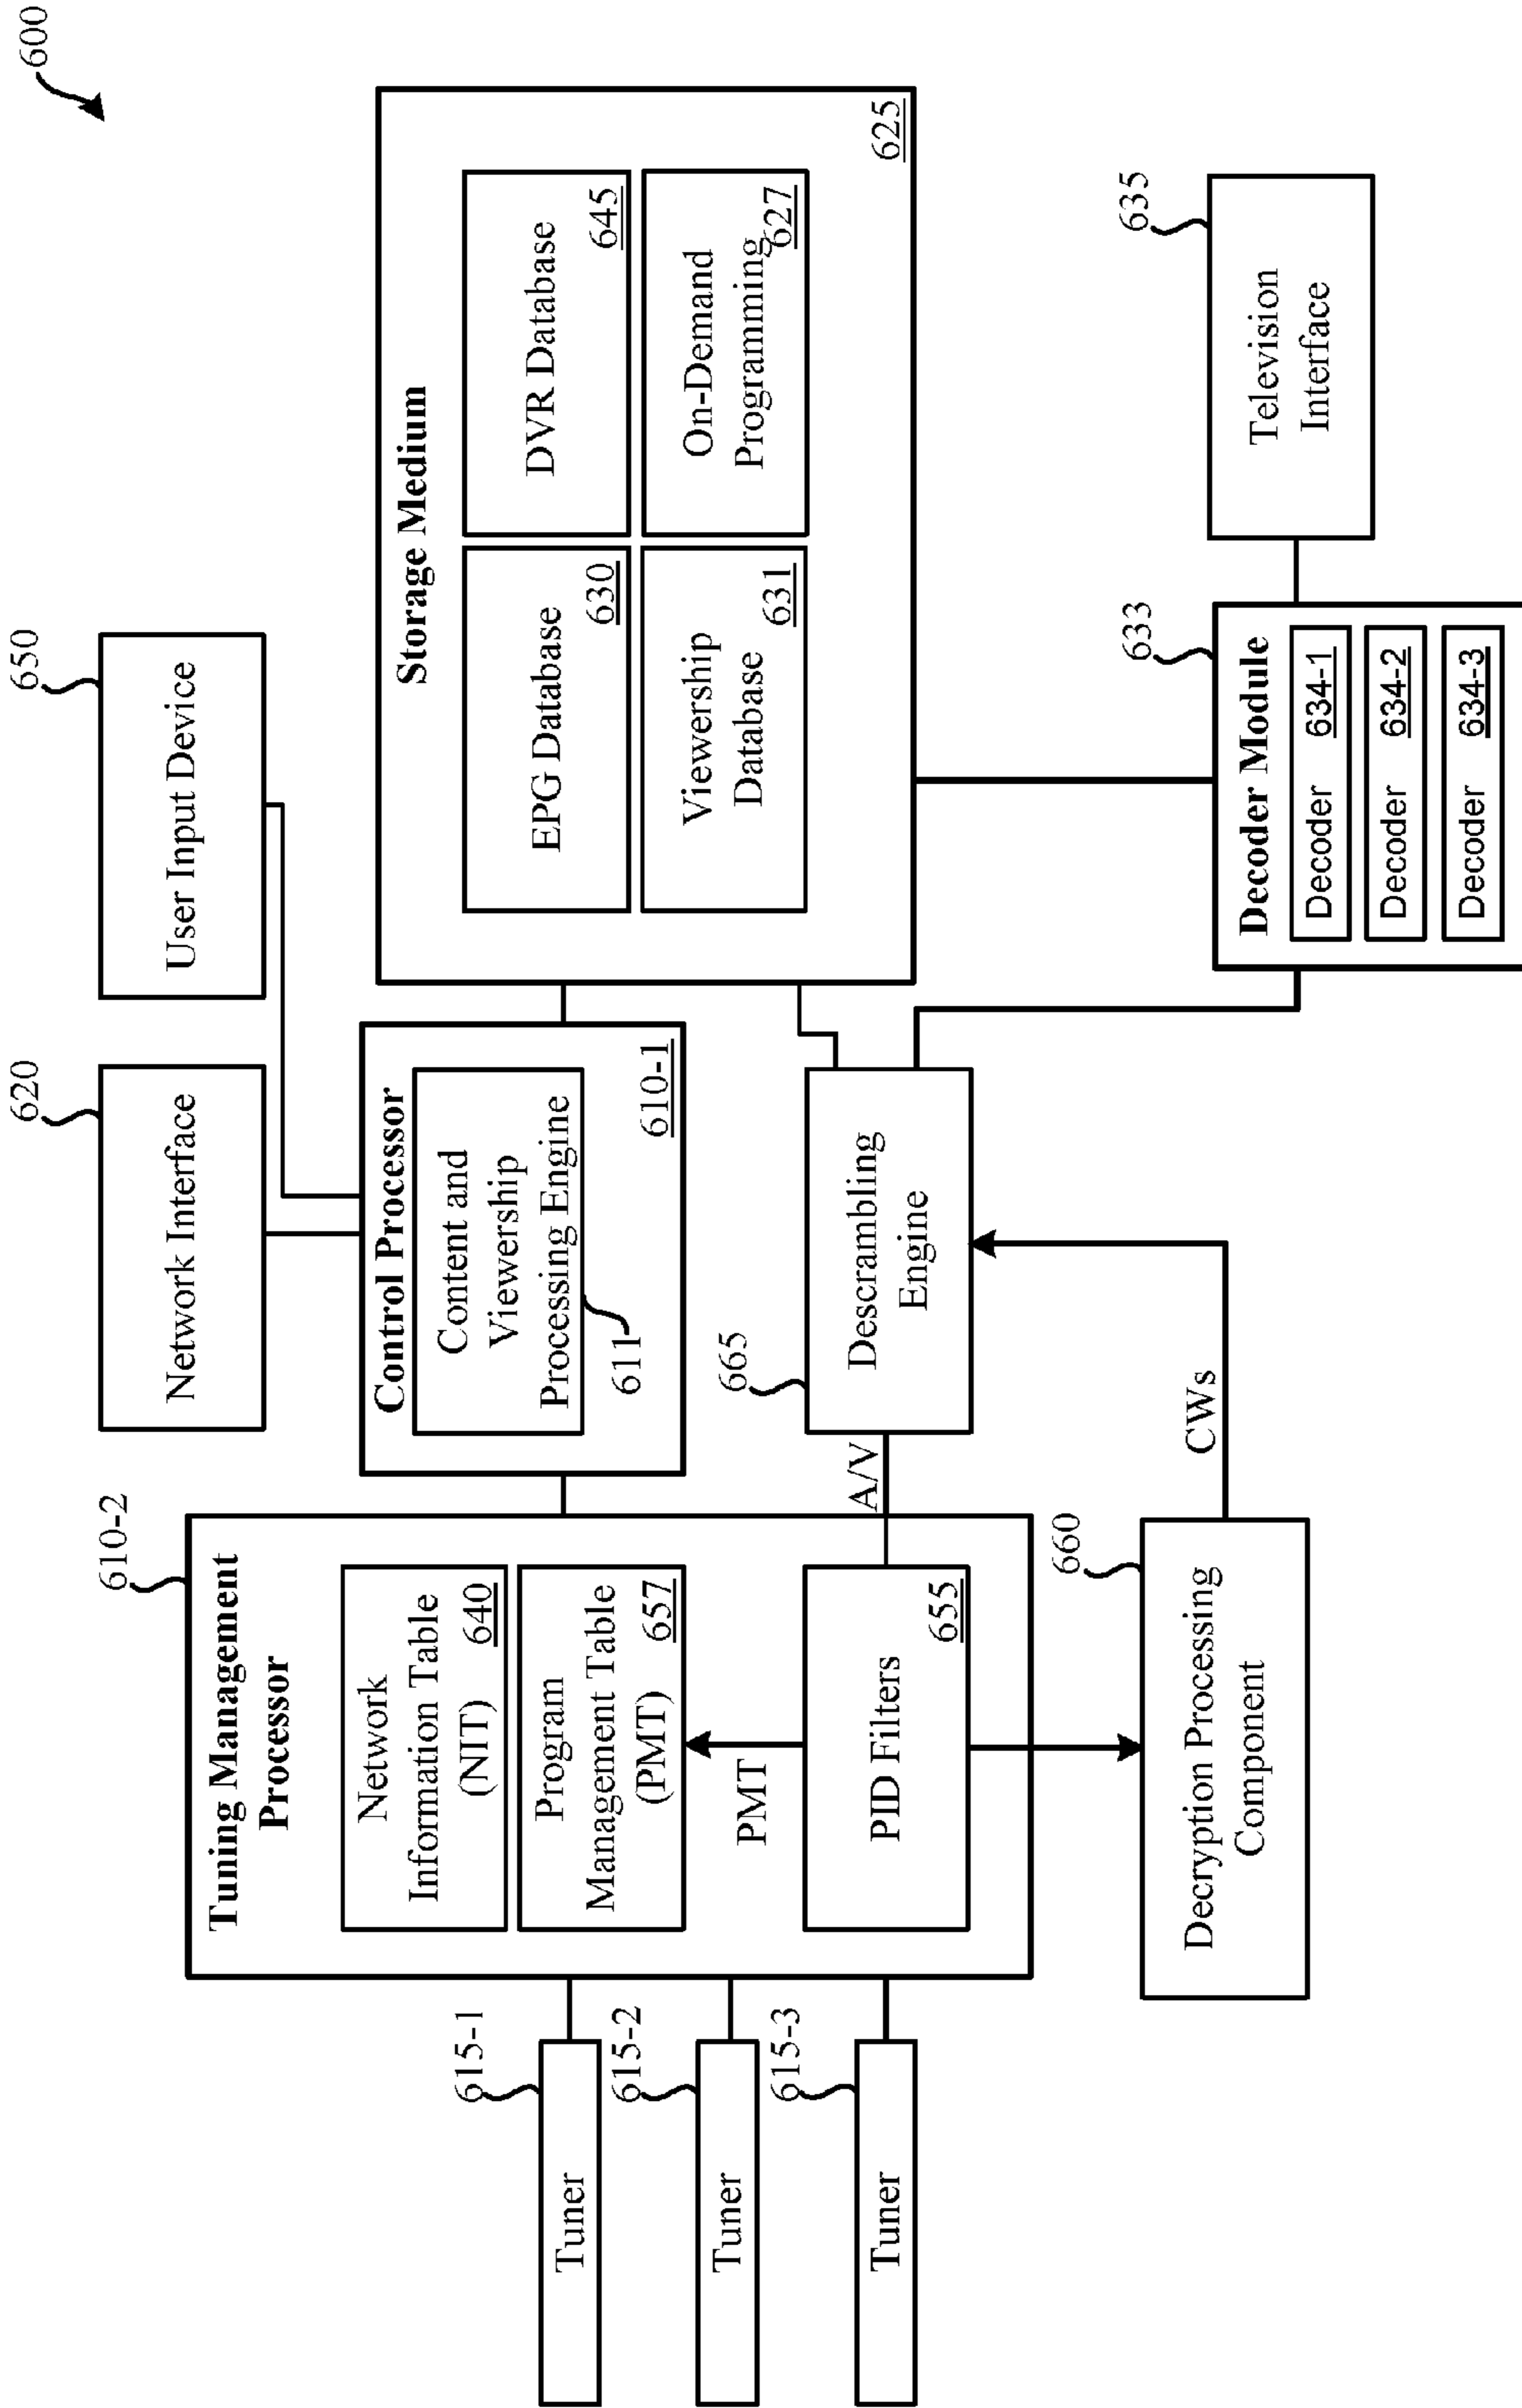 600
650
User Input Device
620
Network Interface
Storage Medium
EPG Database
630
DVR Database
645
Viewership
Database
631
On-Demand
Programming
627
625
Control Processor
Content and
Viewership
Processing Engine
611
610-1
610-2
Tuning Management
Processor
Network
Information Table
(NIT)
640
Program
Management Table
(PMT)
657
PMT
PID Filters
655
615-1
Tuner
615-2
Tuner
615-3
Tuner
A/V
665
Descrambling
Engine
660
Decryption Processing
Component
CWs
633
Decoder Module
Decoder 634-1
Decoder 634-2
Decoder 634-3
635
Television
Interface